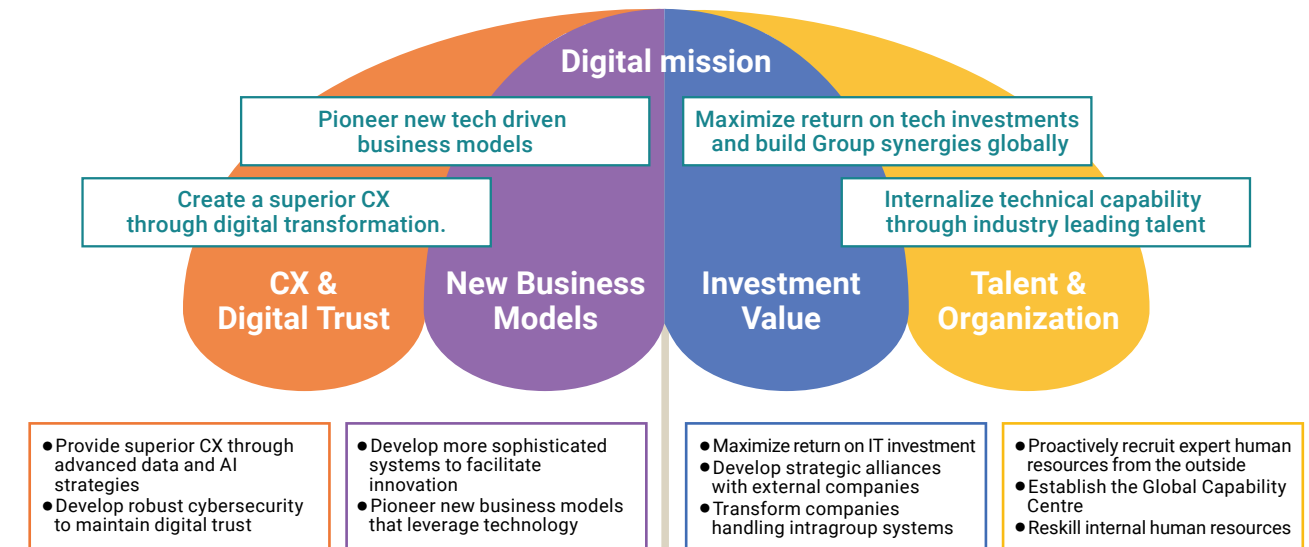 Digital mission
Pioneer new tech driven
business models
Maximize return on tech investments
and build Group synergies globally
Create a superior CX
through digital transformation.
Internalize technical capability
through industry leading talent
CX &
Digital Trust
New Business
Models
Investment
Value
Talent &
Organization
●Provide superior CX through
advanced data and AI
strategies
●Develop robust cybersecurity
to maintain digital trust
●Develop more sophisticated
systems to facilitate
innovation
●Pioneer new business models
that leverage technology
●Maximize return on IT investment
●Develop strategic alliances
with external companies
●Transform companies
handling intragroup systems
●Proactively recruit expert human
resources from the outside
●Establish the Global Capability
Centre
●Reskill internal human resources